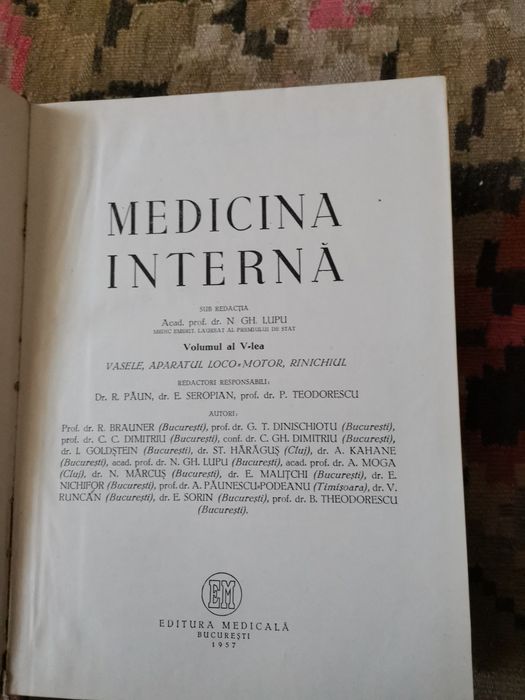 MEDICINA
INTERNĂ
SUB REDACȚIA
Acad. prof. dr. N. GH. LUPU
MEDIC EMERIT, LAUREAT AL PREMIULUI DE STAT
Volumul al V-lea
VASELE, APARATUL LOCO-MOTOR, RINICHIUL
REDACTORI RESPONSABILI:
Dr. R. PĂUN, dr. E. SEROPIAN, prof. dr. P. TEODORESCU
AUTORI:
Prof. dr. R. BRAUNER (București), prof. dr. G. T. DINISCHIOTU (București),
prof. dr. C. C. DIMITRIU (București), conf. dr. C. GH. DIMITRIU (București),
dr. I. GOLDȘTEIN (București), dr. ST. HĂRĂGUȘ (Cluj), dr. A. KAHANE
(București), acad. prof. dr. N. GH. LUPU (București), acad. prof. dr. A. MOGA
(Cluj), dr. N. MĂRCUȘ (București), dr. E. MALIȚCHI (București), dr. E.
NICHIFOR (București), prof. dr. A. PĂUNESCU-PODEANU (Timișoara), dr. V.
RUNCAN (București), dr. E. SORIN (București), prof. dr. B. THEODORESCU
(București).
EM
EDITURA MEDICALĂ
BUCUREȘTI
1957